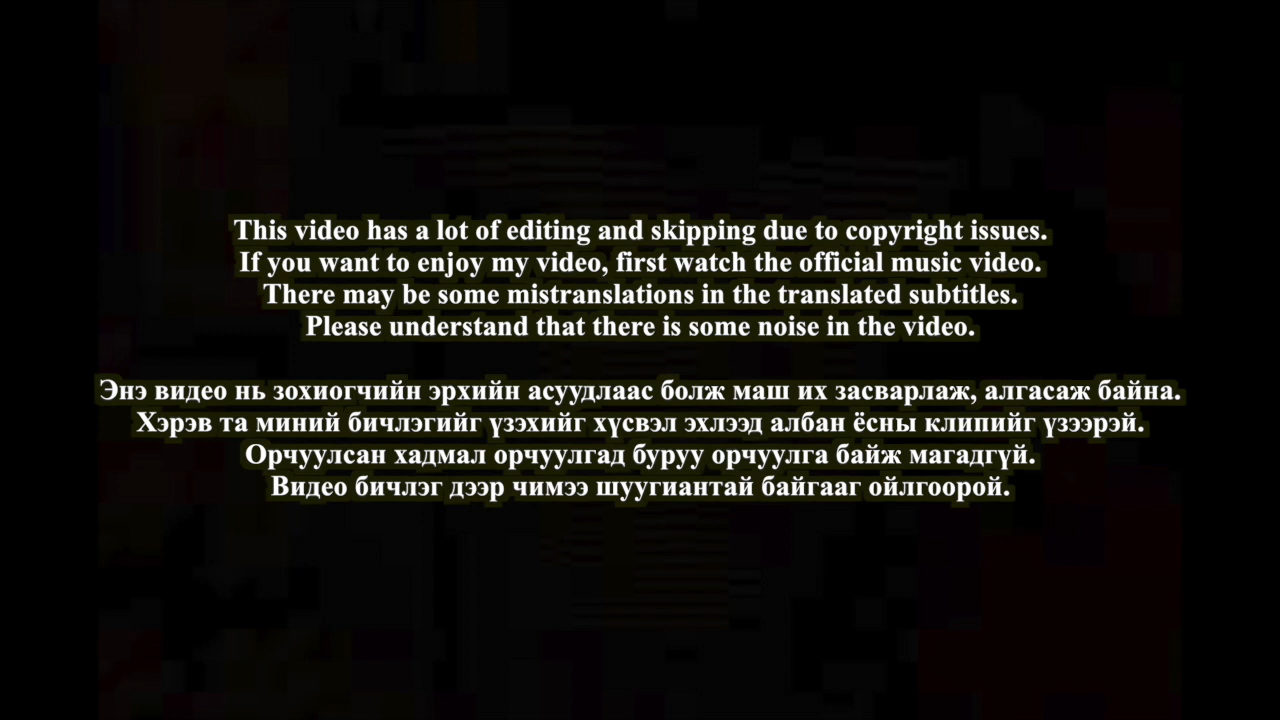 This video has a lot of editing and skipping due to copyright issues.
If you want to enjoy my video, first watch the official music video.
There may be some mistranslations in the translated subtitles.
Please understand that there is some noise in the video.
Энэ видео нь зохиогчийн эрхийн асуудлаас болж маш их засварлаж, алгасаж байна.
Хэрэв та миний бичлэгийг үзэхийг хүсвэл эхлээд албан ёсны клипийг үзээрэй.
Орчуулсан хадмал орчуулгад буруу орчуулга байж магадгүй.
Видео бичлэг дээр чимээ шуугиантай байгааг ойлгоорой.